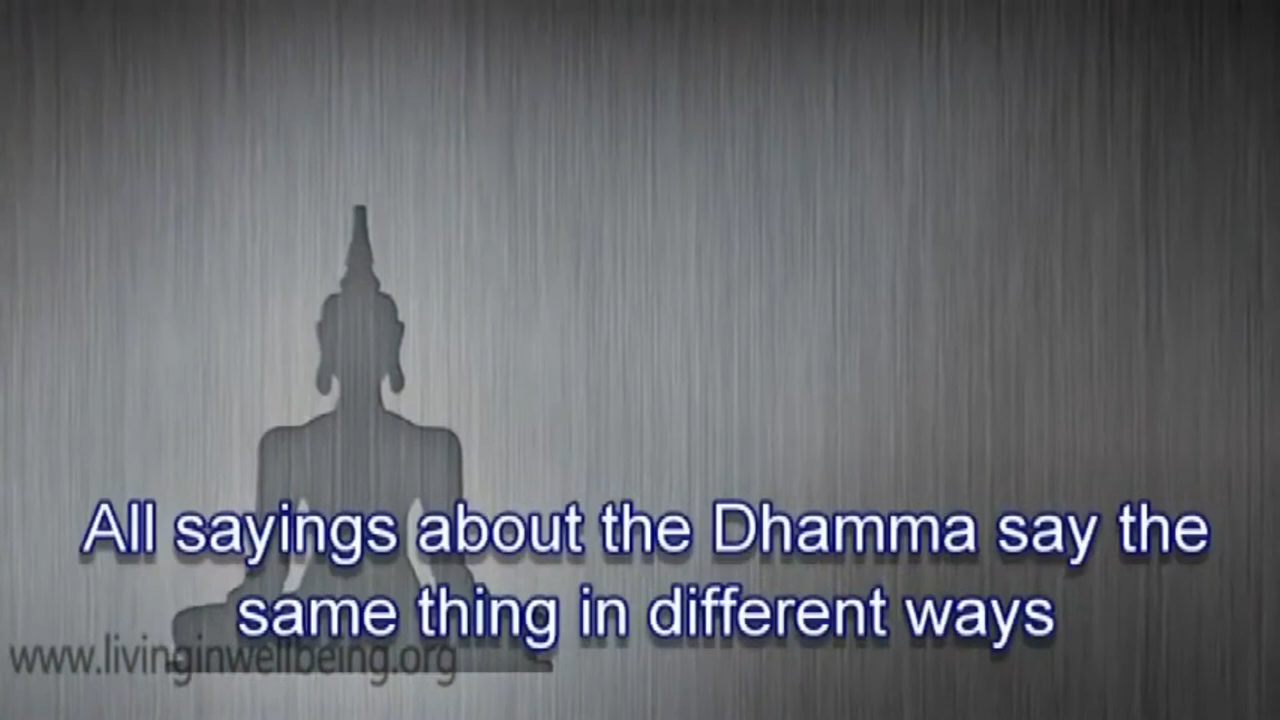 All sayings about the Dhamma say the
same thing in different ways
www.livinginwellbeing.org